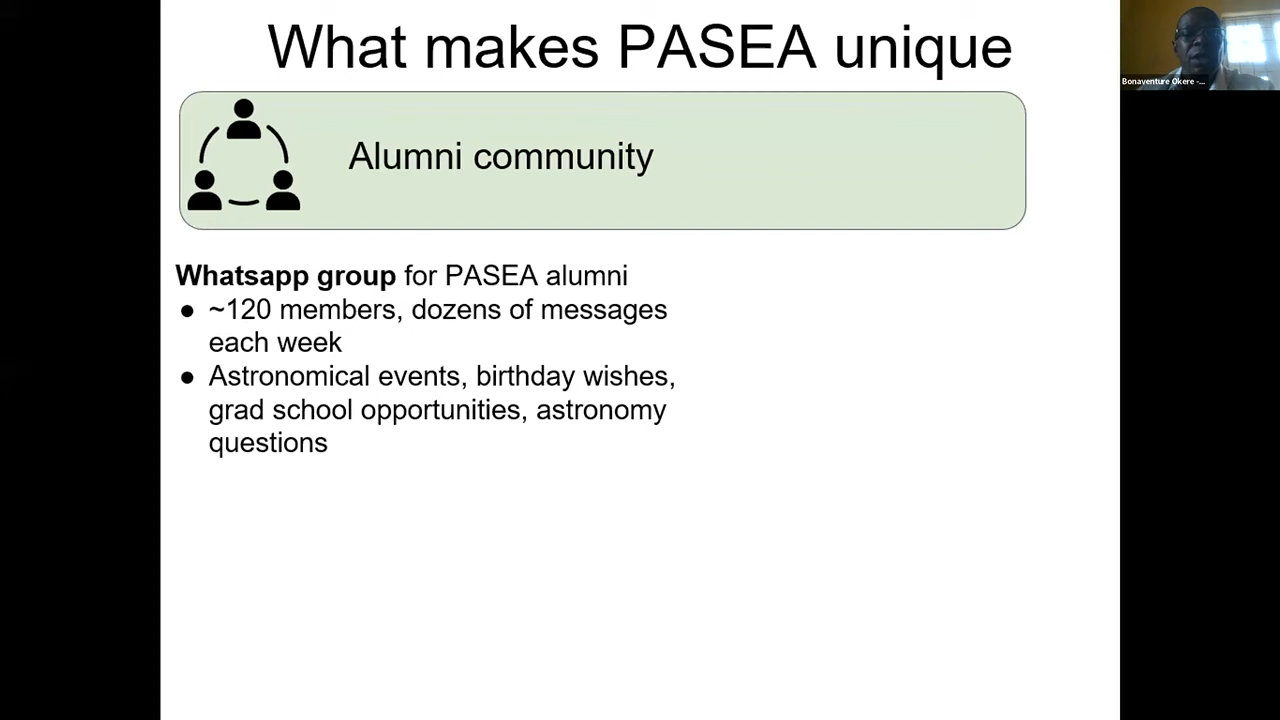 What makes PASEA unique
Alumni community
Whatsapp group for PASEA alumni
● ~120 members, dozens of messages
each week
● Astronomical events, birthday wishes,
grad school opportunities, astronomy
questions
Bonaventure Okere -...